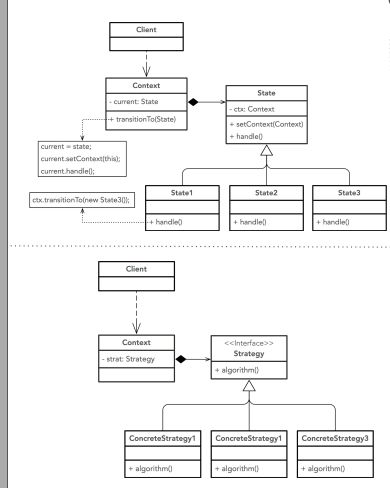 Client
Context
- current: State
+ transitionTo(State)
State
- ctx: Context
+ setContext(Context)
+ handle()
current = state;
current.setContext(this);
current.handle();
ctx.transitionTo(new State3());
State1
+ handle()
State2
+ handle()
State3
+ handle()
Client
Context
- strat: Strategy
<<Interface>>
Strategy
+ algorithm()
ConcreteStrategy1
+ algorithm()
ConcreteStrategy1
+ algorithm()
ConcreteStrategy3
+ algorithm()